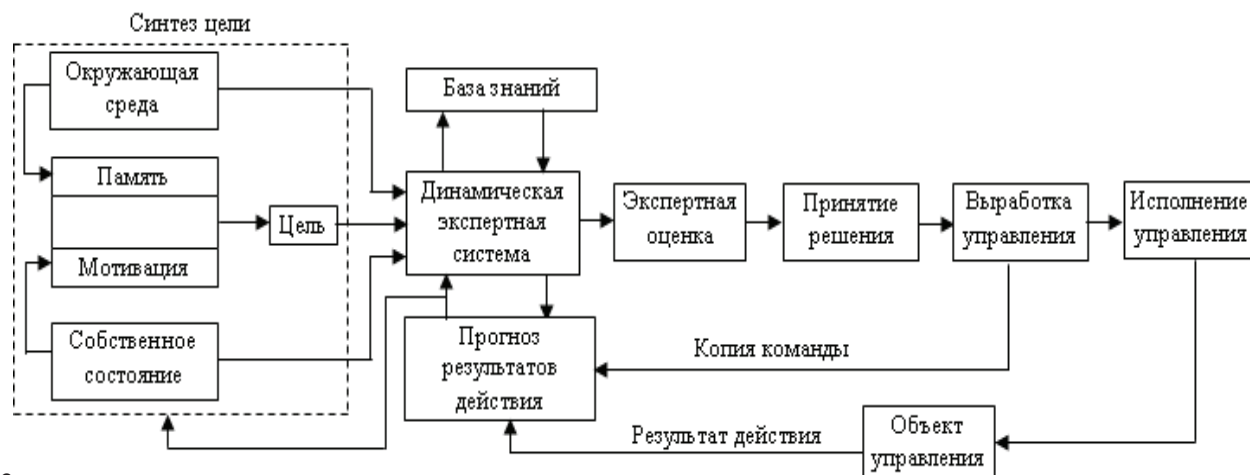 Синтез цели
Окружающая
среда
Память
Мотивация
Собственное
состояние
Цель
База знаний
Динамическая
экспертная
система
Прогноз
результатов
действия
Экспертная
оценка
Принятие
решения
Выработка
управления
Исполнение
управления
Копия команды
Результат действия
Объект
управления